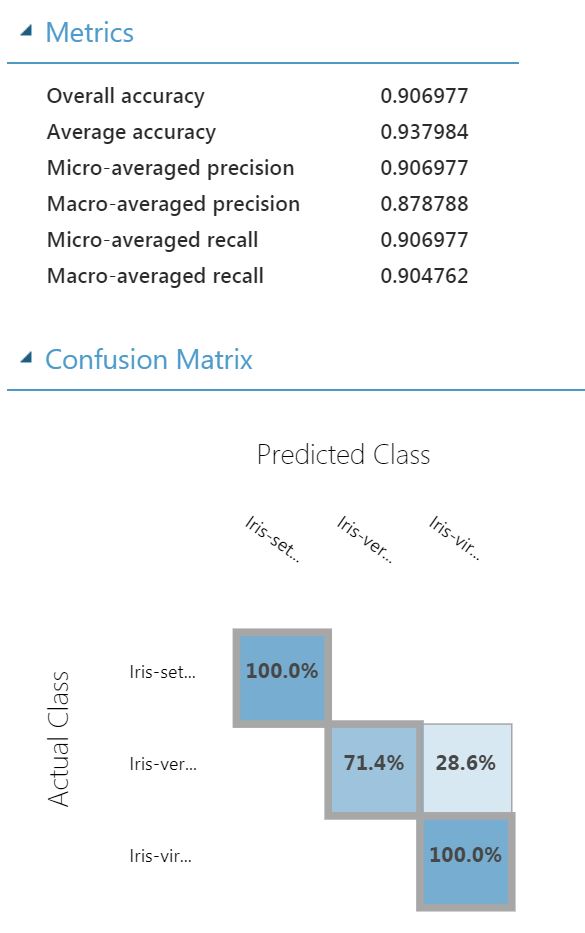 Metrics
Overall accuracy 0.906977
Average accuracy 0.937984
Micro-averaged precision 0.906977
Macro-averaged precision 0.878788
Micro-averaged recall 0.906977
Macro-averaged recall 0.904762
Confusion Matrix
Predicted Class
Iris-set... Iris-ver... Iris-vir...
Actual Class
Iris-set... 100.0%
Iris-ver... 71.4% 28.6%
Iris-vir... 100.0%